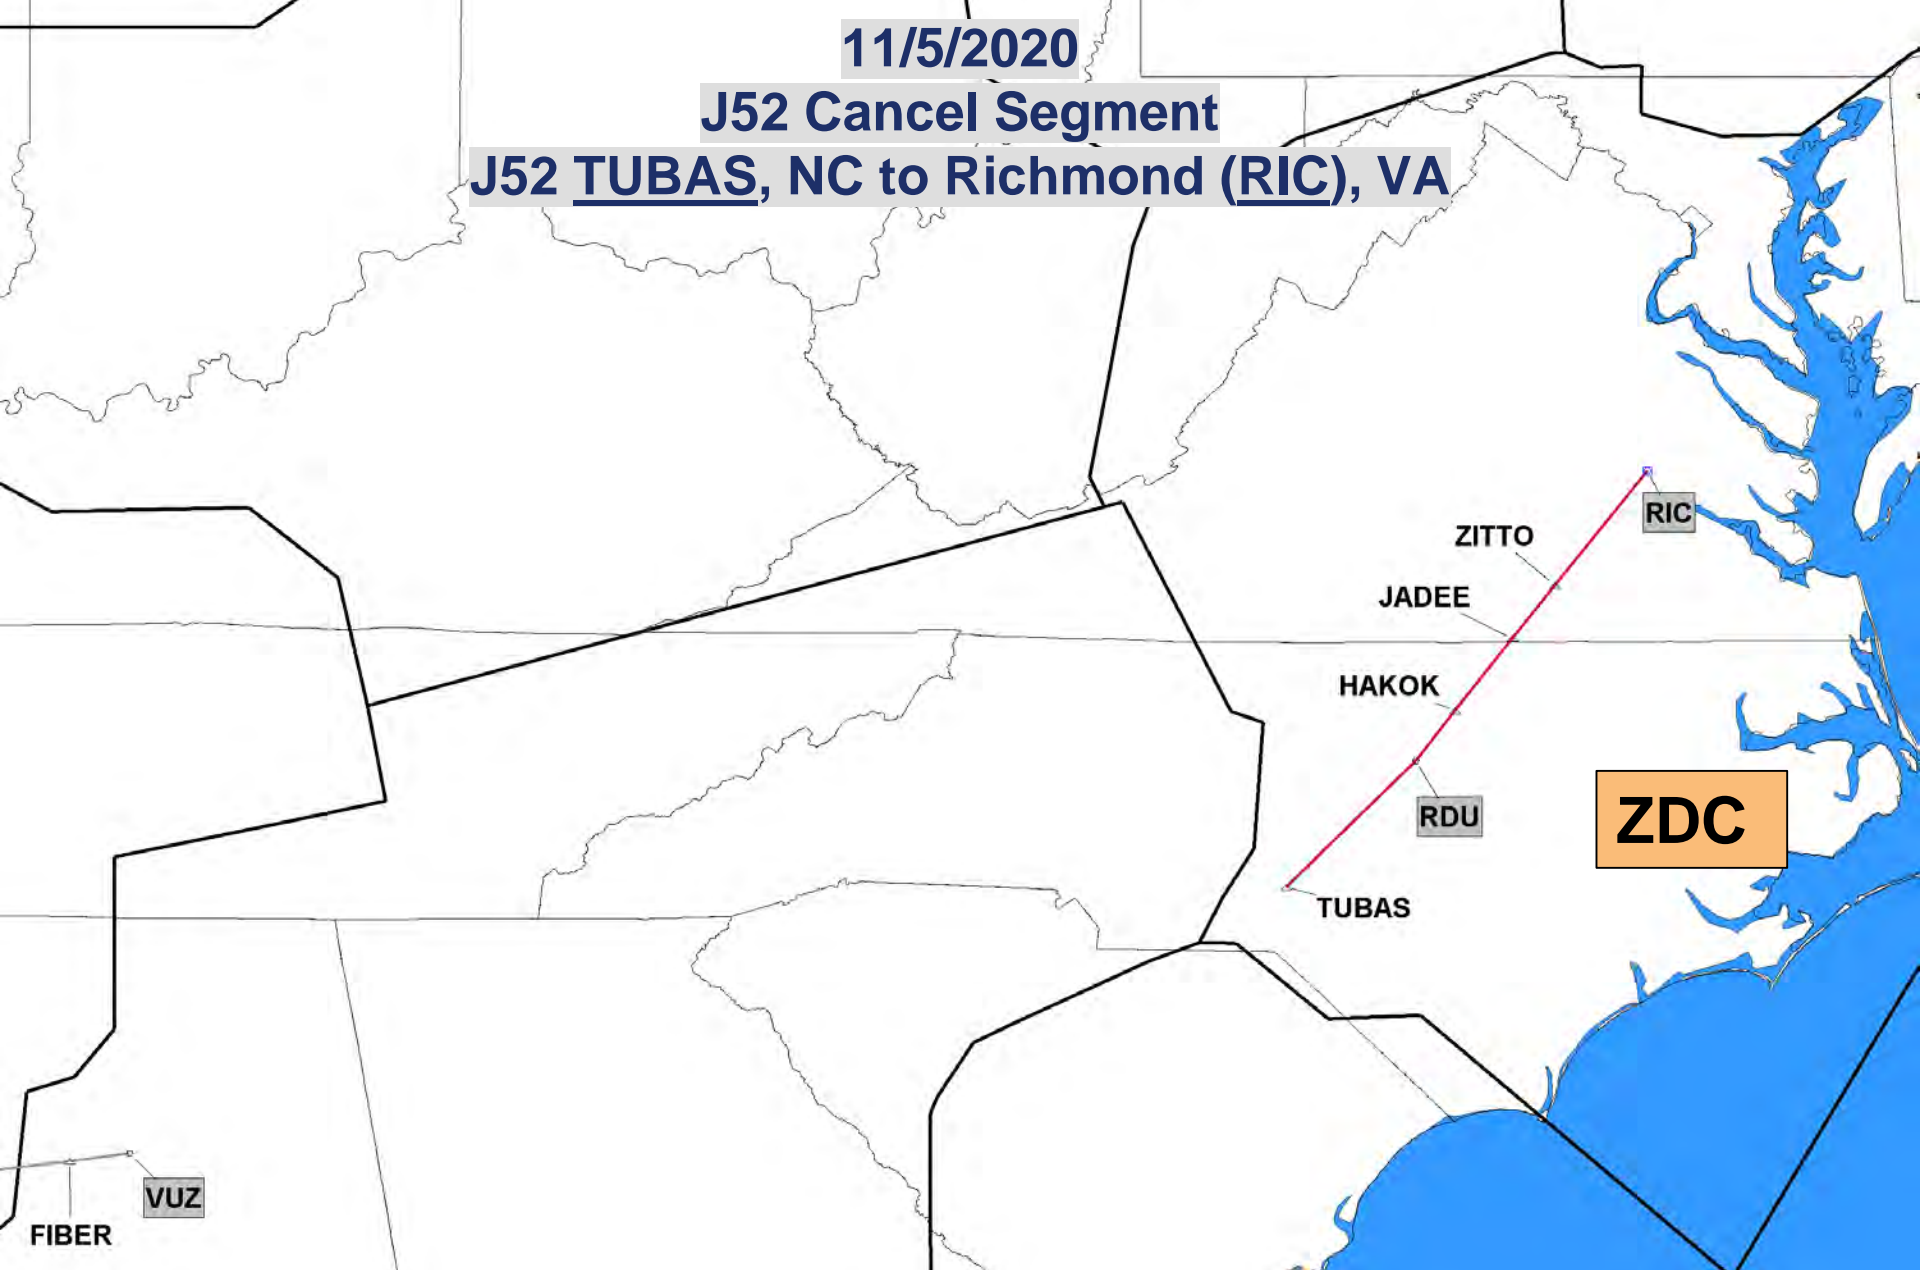 11/5/2020
J52 Cancel Segment
J52 TUBAS, NC to Richmond (RIC), VA
RIC
ZITTO
JADEE
HAKOK
RDU
ZDC
TUBAS
VUZ
FIBER